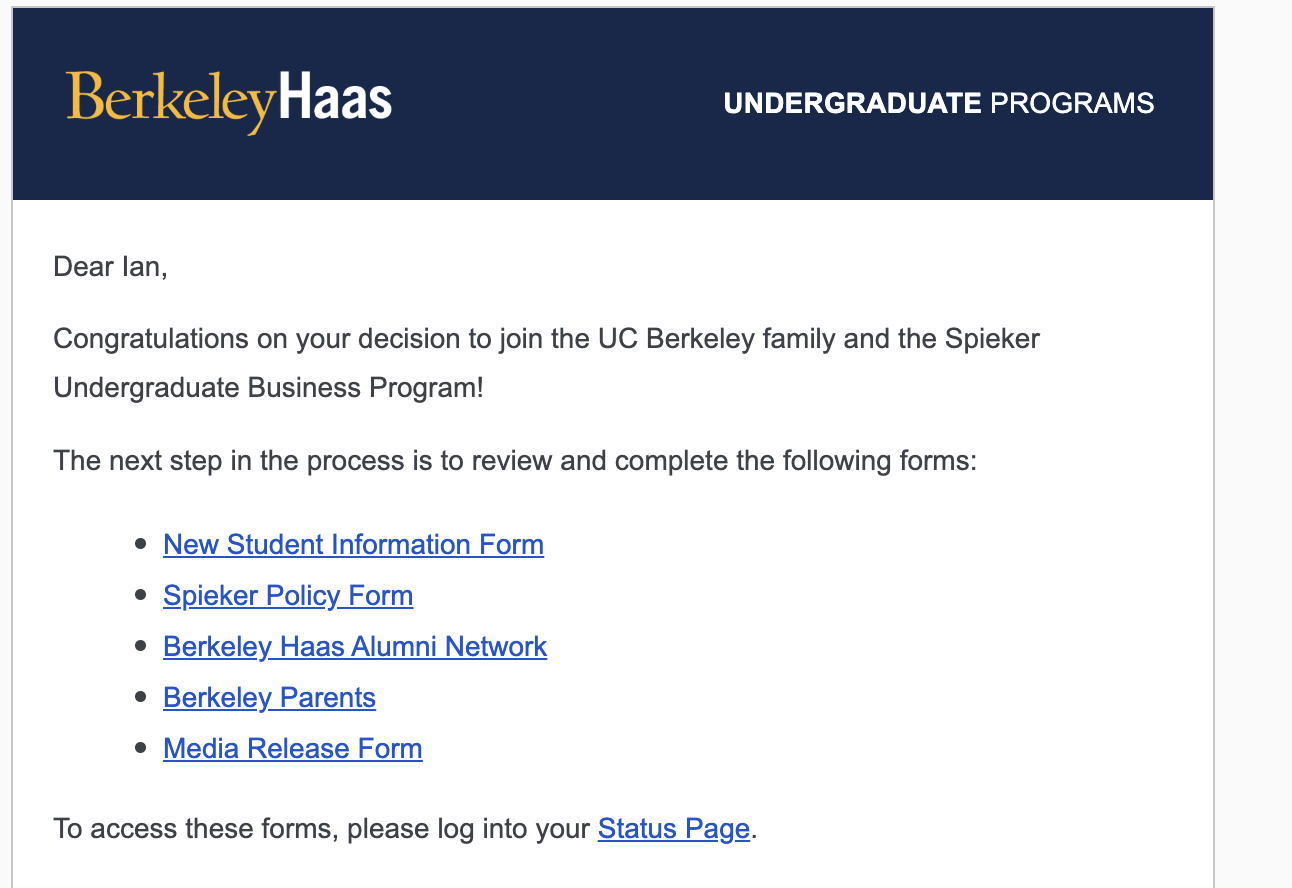 BerkeleyHaas
UNDERGRADUATE PROGRAMS
Dear Ian,
Congratulations on your decision to join the UC Berkeley family and the Spieker
Undergraduate Business Program!
The next step in the process is to review and complete the following forms:
• New Student Information Form
• Spieker Policy Form
• Berkeley Haas Alumni Network
• Berkeley Parents
• Media Release Form
To access these forms, please log into your Status Page.